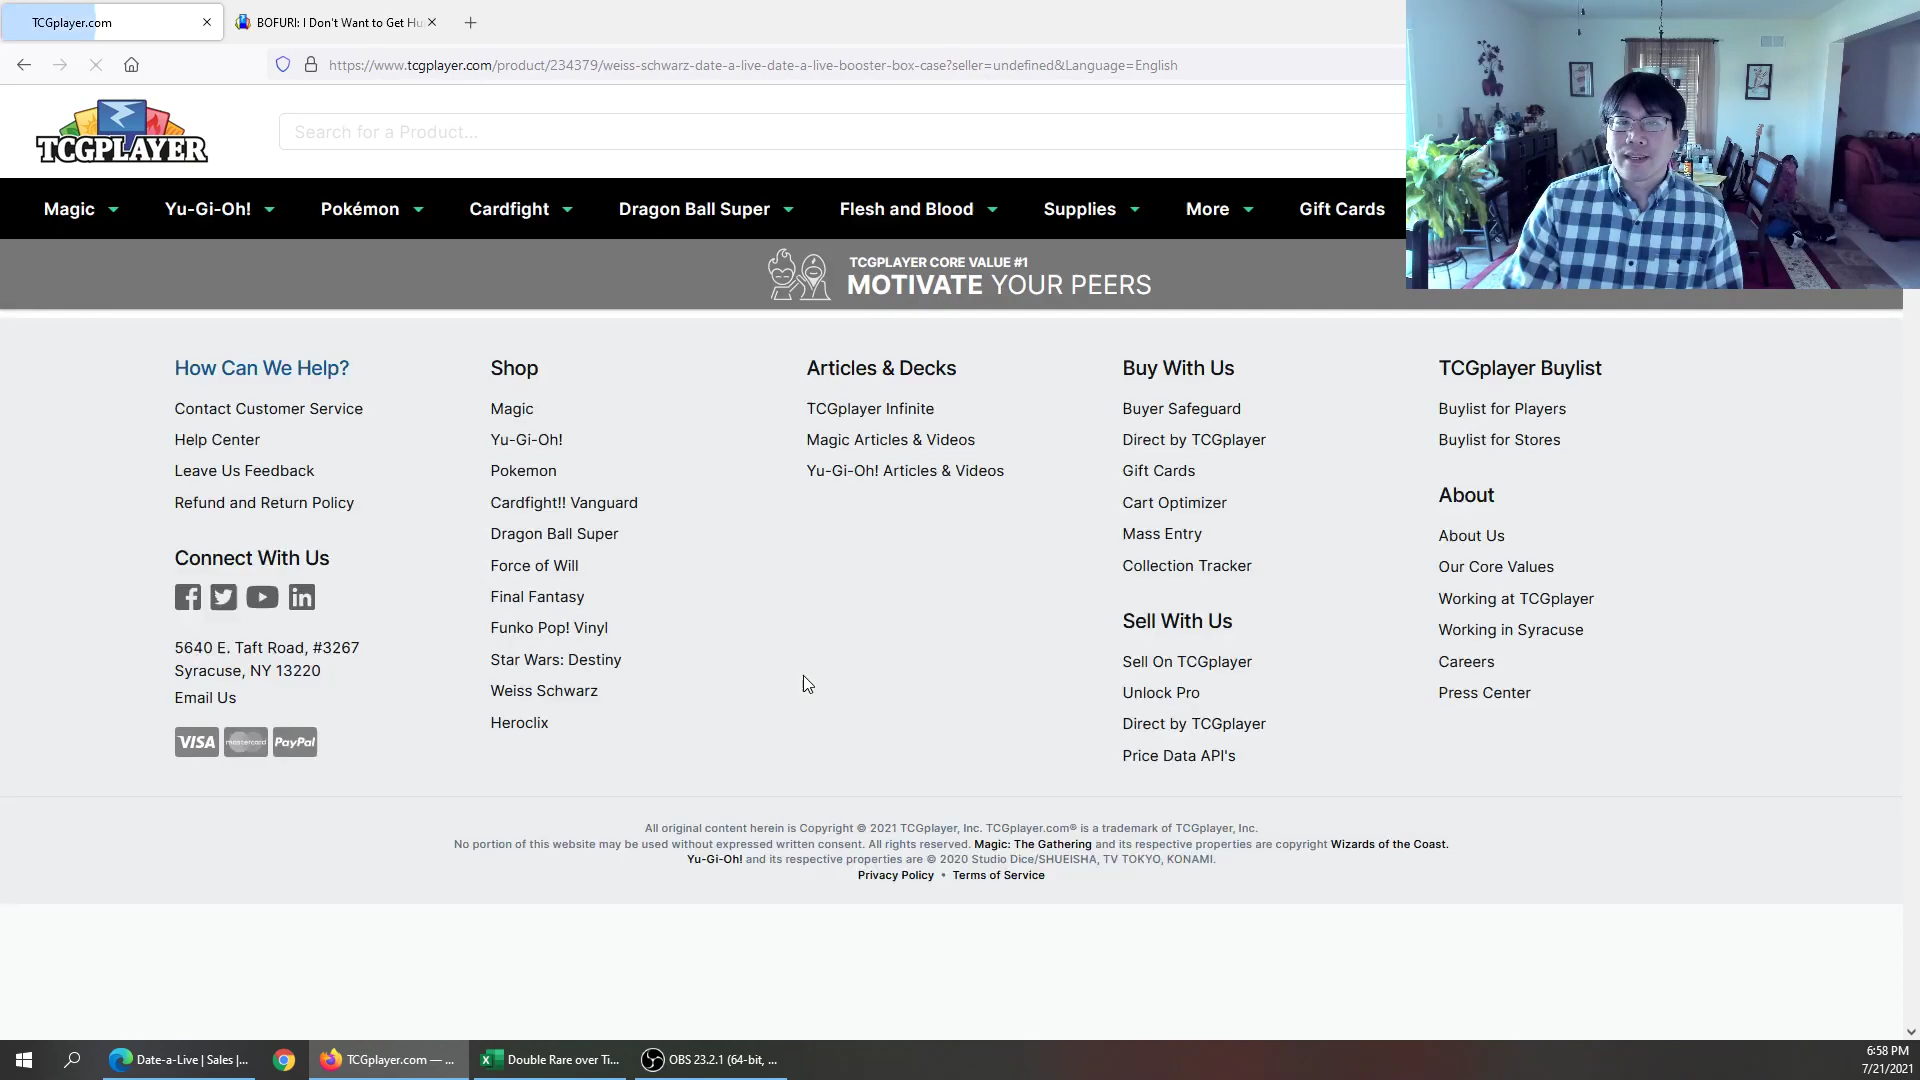 TCGplayer.com
BOFURI: I Don't Want to Get Hu
https://www.tcgplayer.com/product/234379/weiss-schwarz-date-a-live-date-a-live-booster-box-case?seller=undefined&Language=English
TCGPLAYER
Search for a Product...
Magic
Yu-Gi-Oh!
Pokémon
Cardfight
Dragon Ball Super
Flesh and Blood
Supplies
More
Gift Cards
TCGPLAYER CORE VALUE #1
MOTIVATE YOUR PEERS
How Can We Help?
Contact Customer Service
Help Center
Leave Us Feedback
Refund and Return Policy
Connect With Us
5640 E. Taft Road, #3267
Syracuse, NY 13220
Email Us
VISA
mastercard
PayPal
Shop
Magic
Yu-Gi-Oh!
Pokemon
Cardfight!! Vanguard
Dragon Ball Super
Force of Will
Final Fantasy
Funko Pop! Vinyl
Star Wars: Destiny
Weiss Schwarz
Heroclix
Articles & Decks
TCGplayer Infinite
Magic Articles & Videos
Yu-Gi-Oh! Articles & Videos
Buy With Us
Buyer Safeguard
Direct by TCGplayer
Gift Cards
Cart Optimizer
Mass Entry
Collection Tracker
Sell With Us
Sell On TCGplayer
Unlock Pro
Direct by TCGplayer
Price Data API's
TCGplayer Buylist
Buylist for Players
Buylist for Stores
About
About Us
Our Core Values
Working at TCGplayer
Working in Syracuse
Careers
Press Center
All original content herein is Copyright © 2021 TCGplayer, Inc. TCGplayer.com® is a trademark of TCGplayer, Inc.
No portion of this website may be used without expressed written consent. All rights reserved. Magic: The Gathering and its respective properties are copyright Wizards of the Coast.
Yu-Gi-Oh! and its respective properties are © 2020 Studio Dice/SHUEISHA, TV TOKYO, KONAMI.
Privacy Policy • Terms of Service
Date-a-Live | Sales |...
TCGplayer.com — ...
Double Rare over Ti...
OBS 23.2.1 (64-bit, ...
6:58 PM
7/21/2021